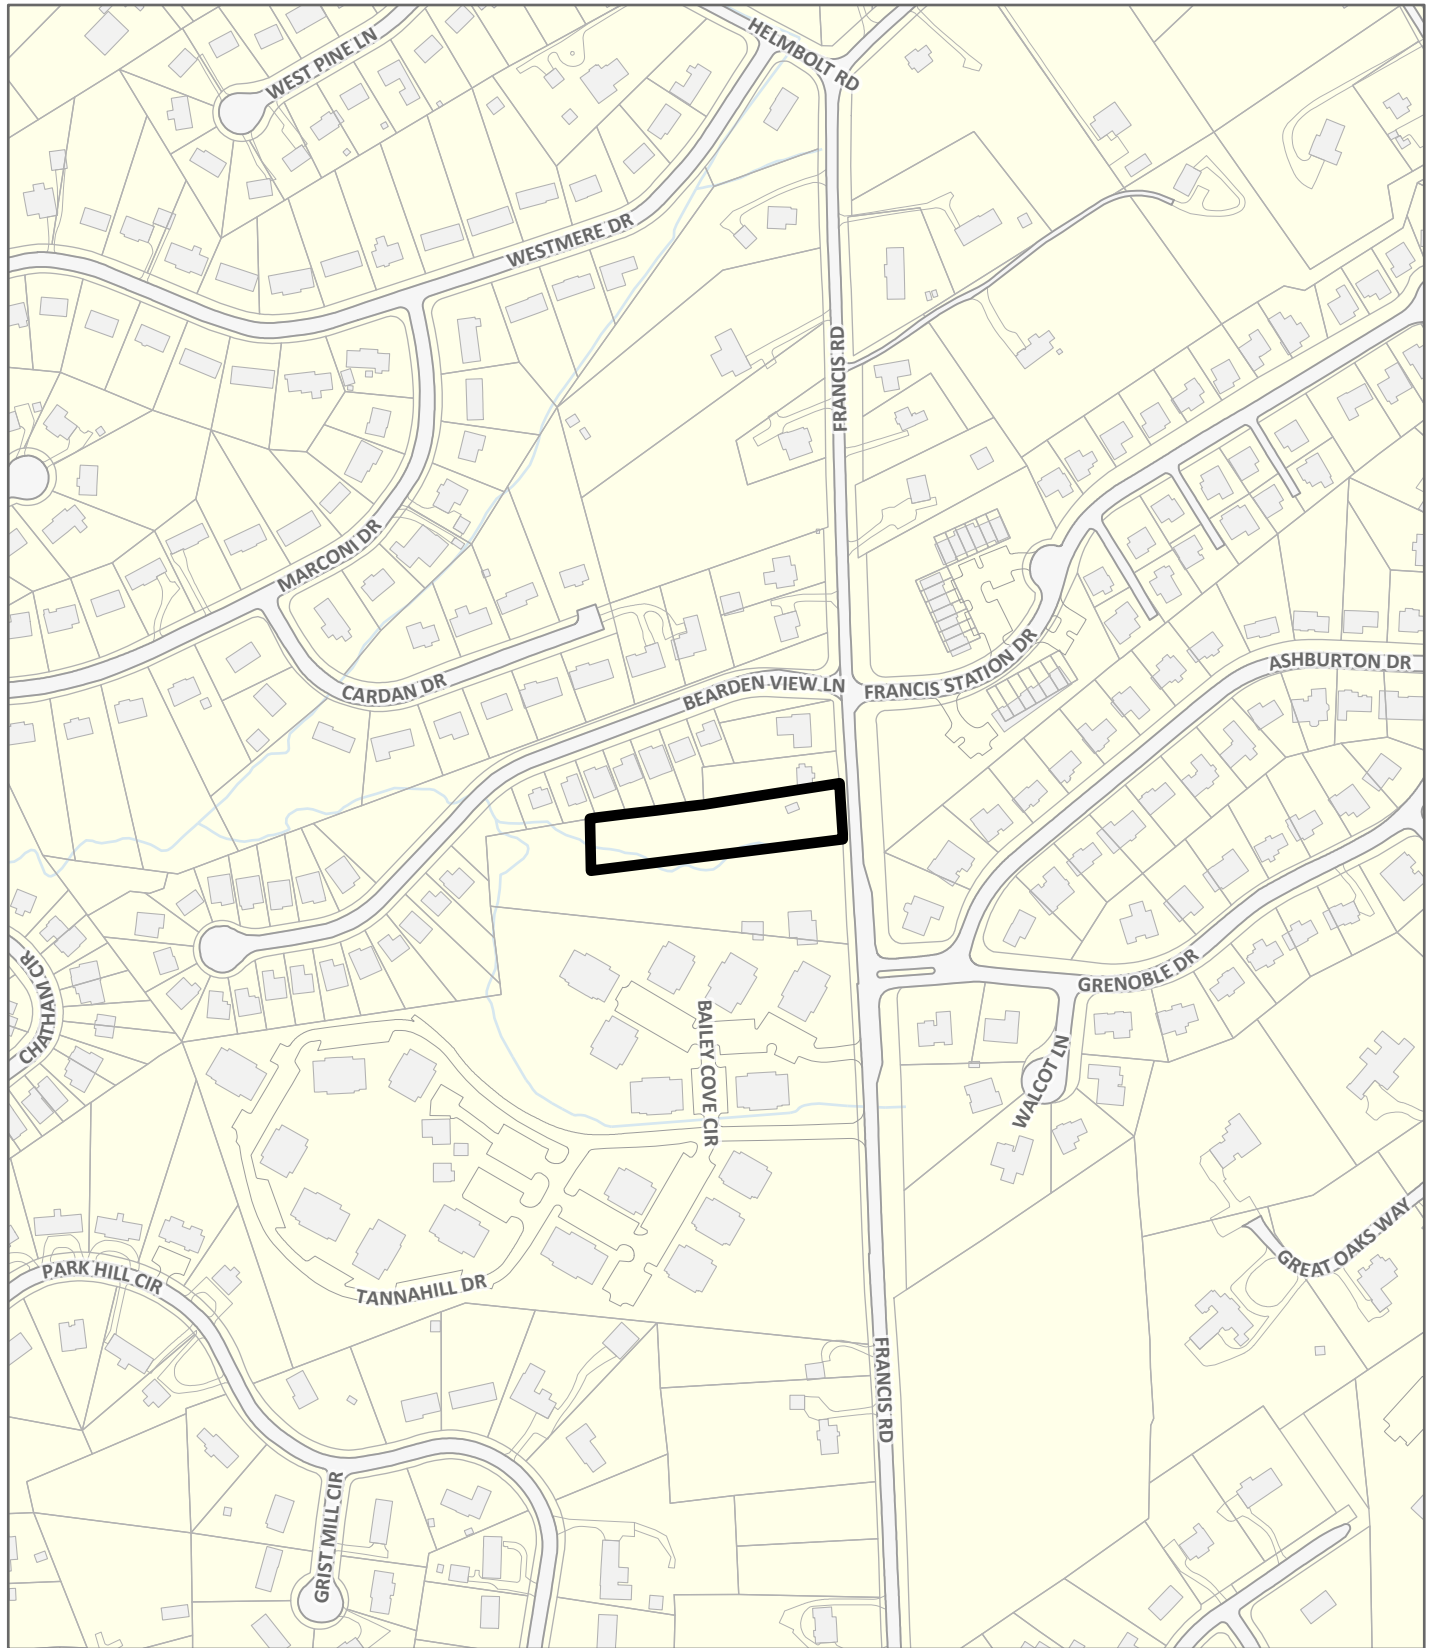 HELMBOLT RD
WEST PINE LN
WESTMERE DR
FRANCIS RD
MARCONI DR
CARDAN DR
BEARDEN VIEW LN
FRANCIS STATION DR
ASHBURTON DR
CHATHAM CIR
GRENOBLE DR
BAILEY COVE CIR
WALCOT LN
GREAT OAKS WAY
PARK HILL CIR
TANNAHILL DR
FRANCIS RD
GRIST MILL CIR